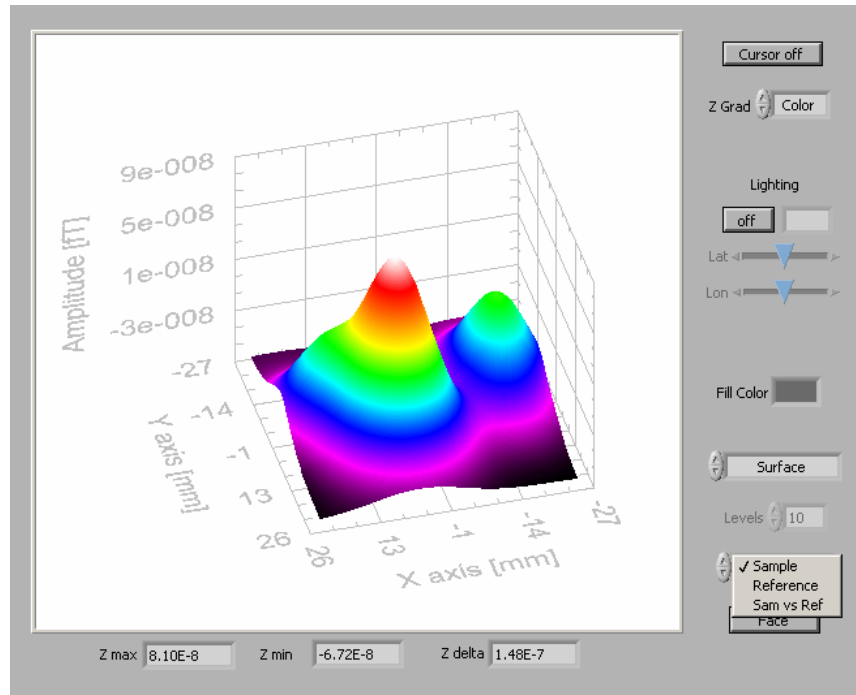 Cursor off
Z Grad Color
Lighting
off
Lat
Lon
Fill Color
Surface
Levels 10
✓ Sample
Reference
Sam vs Ref
Face
Amplitude [fT]
9e-008
5e-008
1e-008
-3e-008
-27
-14
-1
13
26
Y axis [mm]
26
13
-1
-14
-27
X axis [mm]
Z max 8.10E-8 Z min -6.72E-8 Z delta 1.48E-7